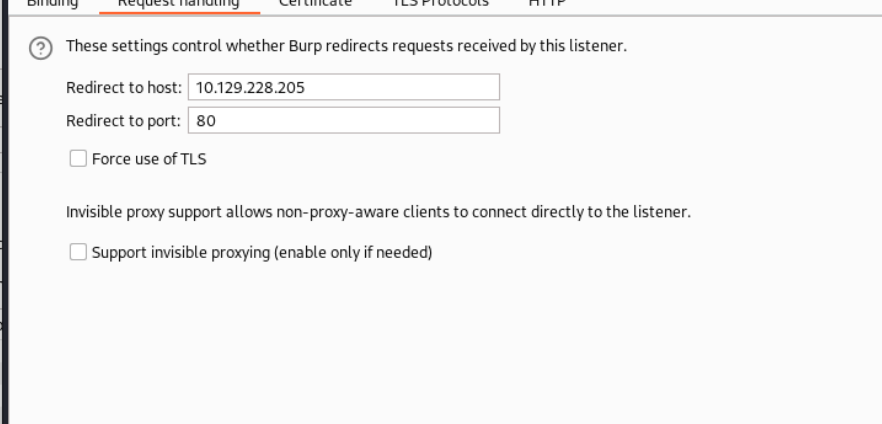 Binding Request handling Certificate TLS Protocols HTTP
These settings control whether Burp redirects requests received by this listener.
Redirect to host: 10.129.228.205
Redirect to port: 80
Force use of TLS
Invisible proxy support allows non-proxy-aware clients to connect directly to the listener.
Support invisible proxying (enable only if needed)